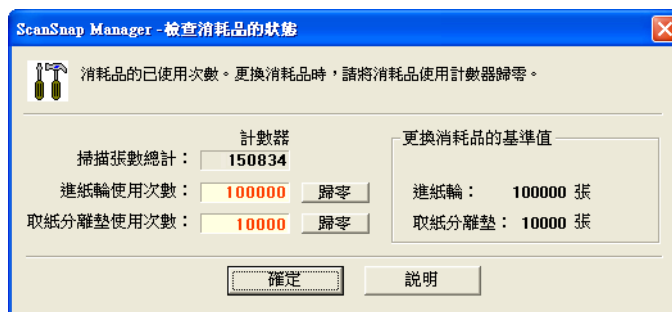 ScanSnap Manager -檢查消耗品的狀態
消耗品的已使用次數。更換消耗品時，請將消耗品使用計數器歸零。
計數器
掃描張數總計： 150834
進紙輪使用次數： 100000 歸零
取紙分離墊使用次數： 10000 歸零
更換消耗品的基準值
進紙輪： 100000 張
取紙分離墊： 10000 張
確定 說明